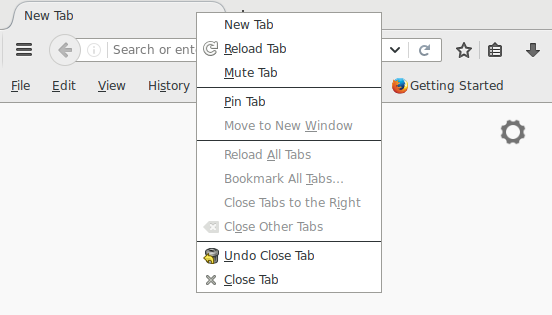 New Tab
Search or ente
File Edit View History
Getting Started
New Tab
Reload Tab
Mute Tab
Pin Tab
Move to New Window
Reload All Tabs
Bookmark All Tabs...
Close Tabs to the Right
Close Other Tabs
Undo Close Tab
Close Tab